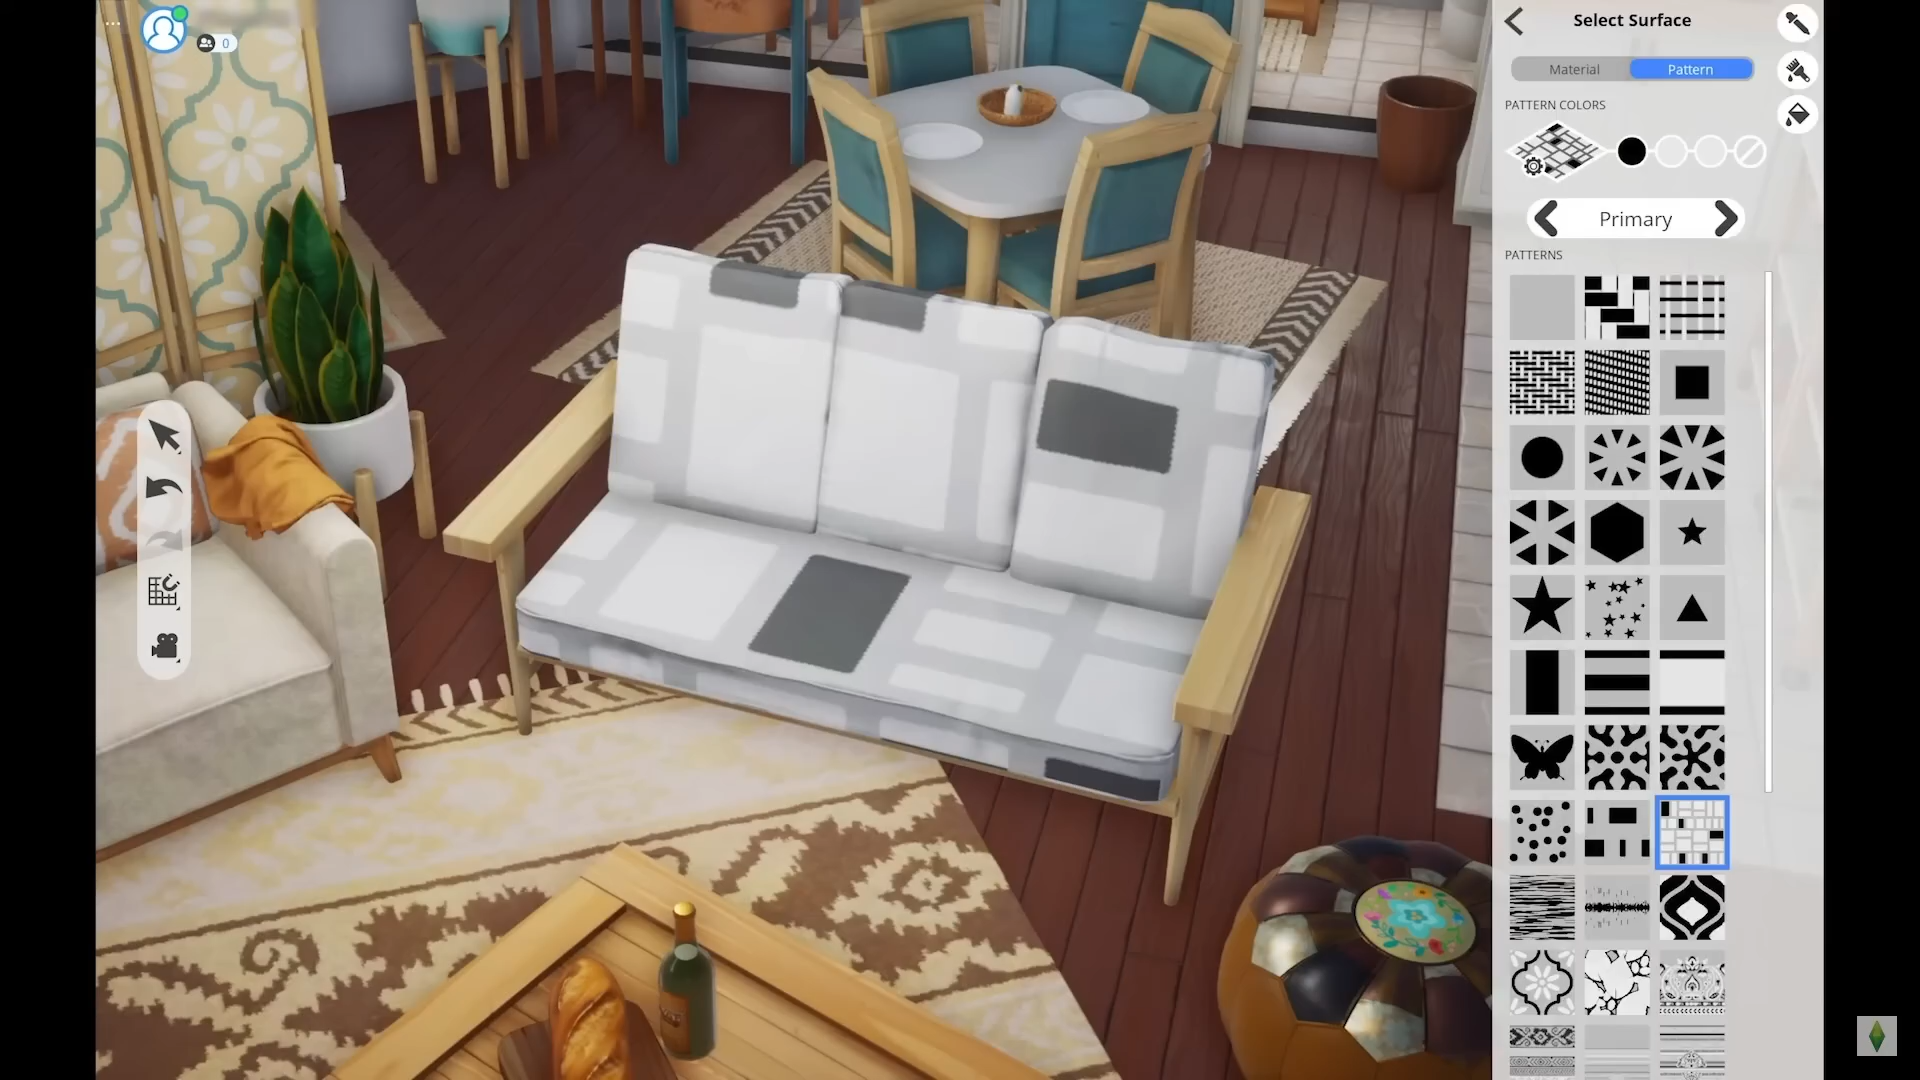 0
Select Surface
Material Pattern
PATTERN COLORS
Primary
PATTERNS